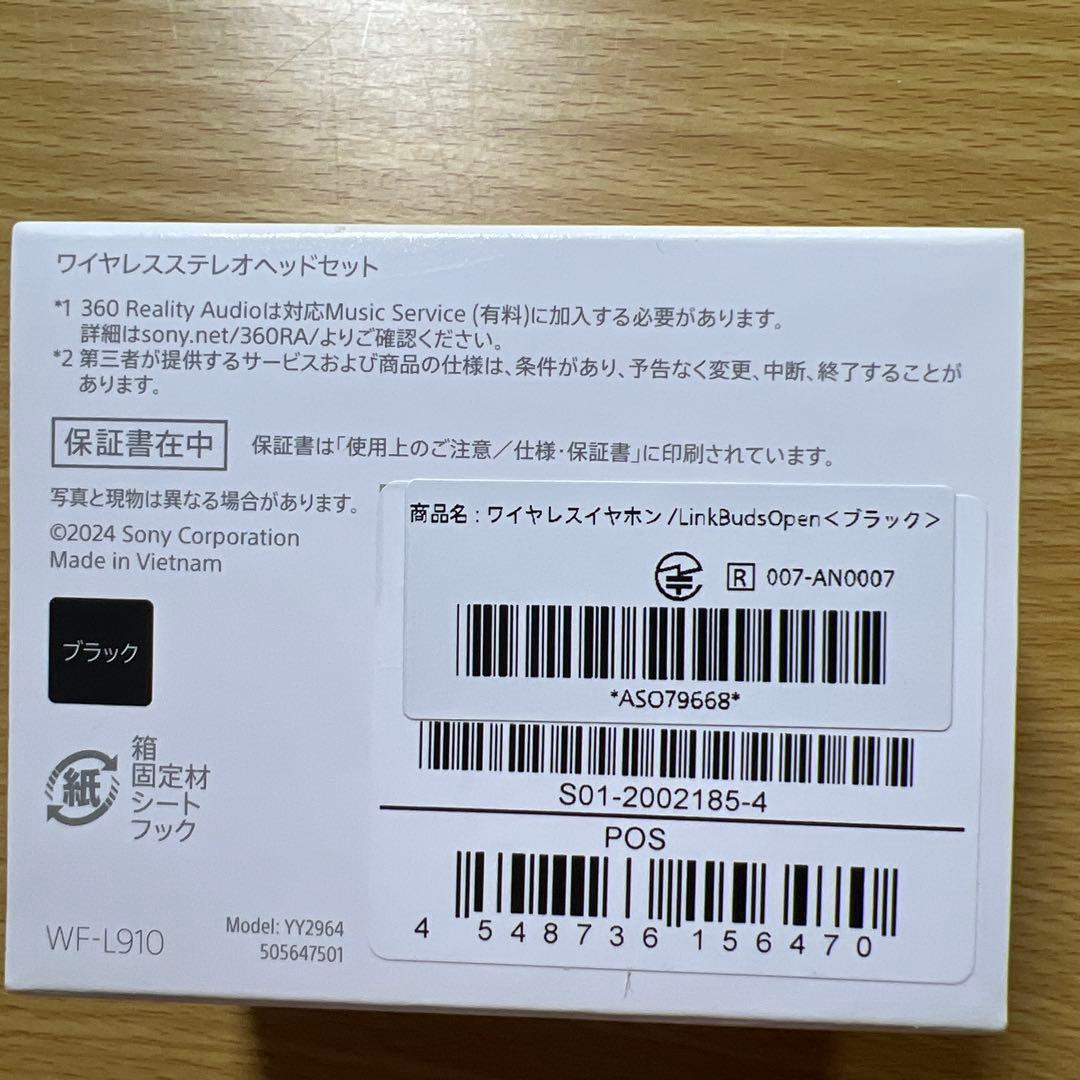 ワイヤレスステレオヘッドセット
*1 360 Reality Audioは対応Music Service (有料)に加入する必要があります。
詳細はsony.net/360RA/よりご確認ください。
*2 第三者が提供するサービスおよび商品の仕様は、条件があり、予告なく変更、中断、終了することが
あります。
保証書在中
保証書は「使用上のご注意／仕様・保証書」に印刷されています。
写真と現物は異なる場合があります。
©2024 Sony Corporation
Made in Vietnam
ブラック
紙
箱
固定材
シート
フック
WF-L910
Model: YY2964
505647501
商品名：ワイヤレスイヤホン/LinkBudsOpen＜ブラック＞
R 007-AN0007
*ASO79668*
S01-2002185-4
POS
4 548736 156470